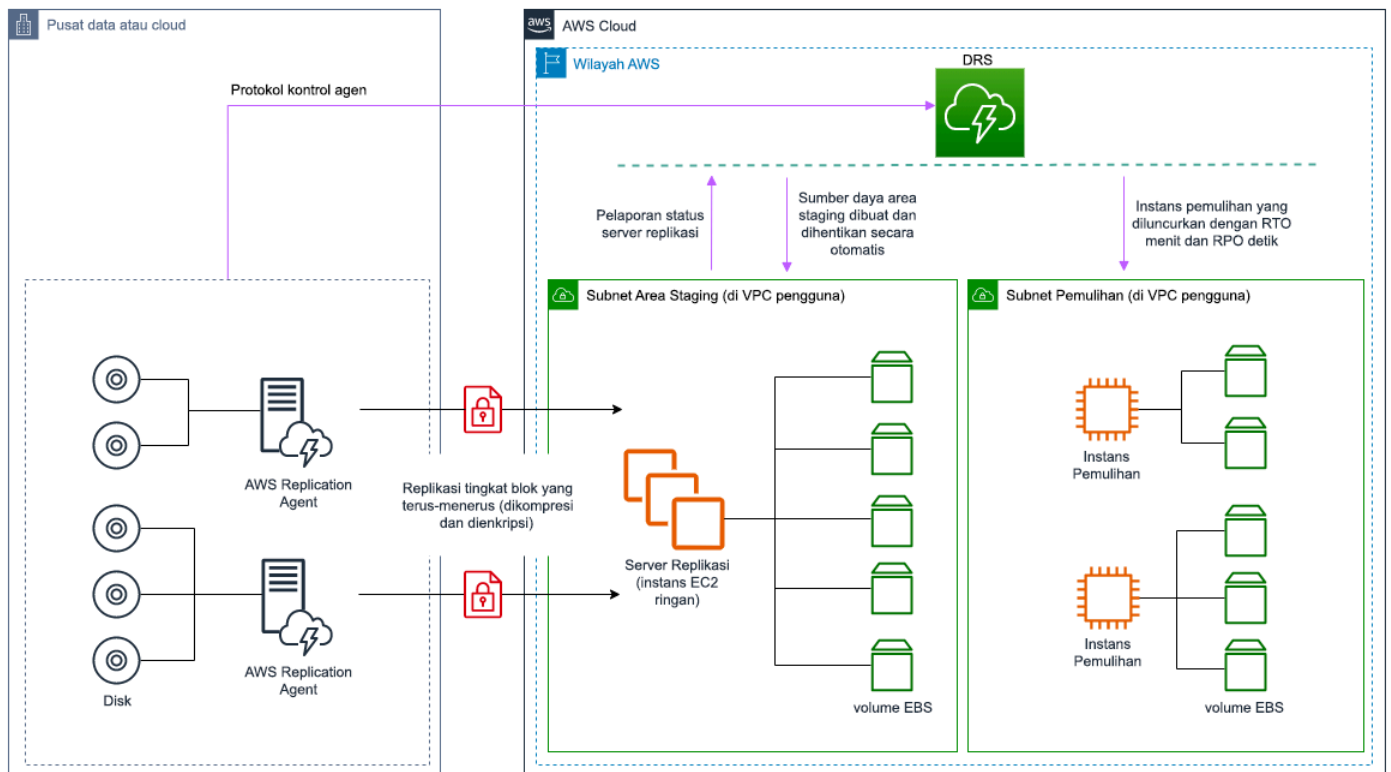 Pusat data atau cloud
aws
AWS Cloud
Wilayah AWS
DRS
Protokol kontrol agen
Pelaporan status
server replikasi
Sumber daya area
staging dibuat dan
dihentikan secara
otomatis
Instans pemulihan yang
diluncurkan dengan RTO
menit dan RPO detik
Subnet Area Staging (di VPC pengguna)
Subnet Pemulihan (di VPC pengguna)
AWS Replication
Agent
Replikasi tingkat blok yang
terus-menerus (dikompresi
dan dienkripsi)
Server Replikasi
(instans EC2
ringan)
Instans
Pemulihan
AWS Replication
Agent
Instans
Pemulihan
Disk
volume EBS
volume EBS